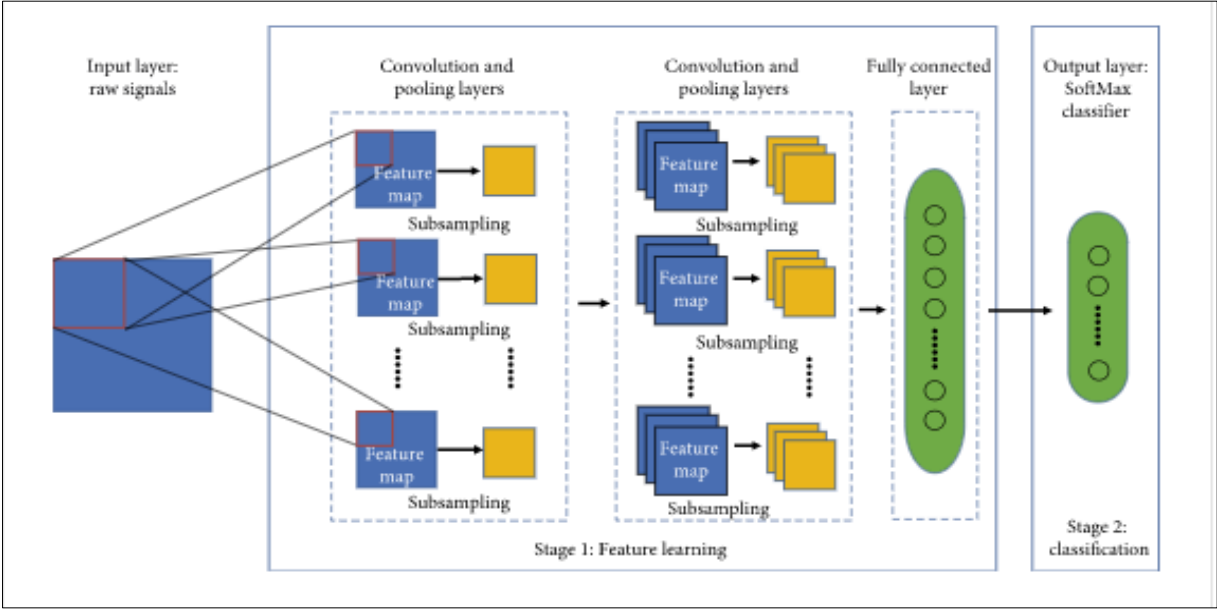 Input layer:
raw signals
Convolution and
pooling layers
Feature
map
Subsampling
Feature
map
Subsampling
Feature
map
Subsampling
Convolution and
pooling layers
Feature
map
Subsampling
Feature
map
Subsampling
Feature
map
Subsampling
Fully connected
layer
Stage 1: Feature learning
Output layer:
SoftMax
classifier
Stage 2:
classification